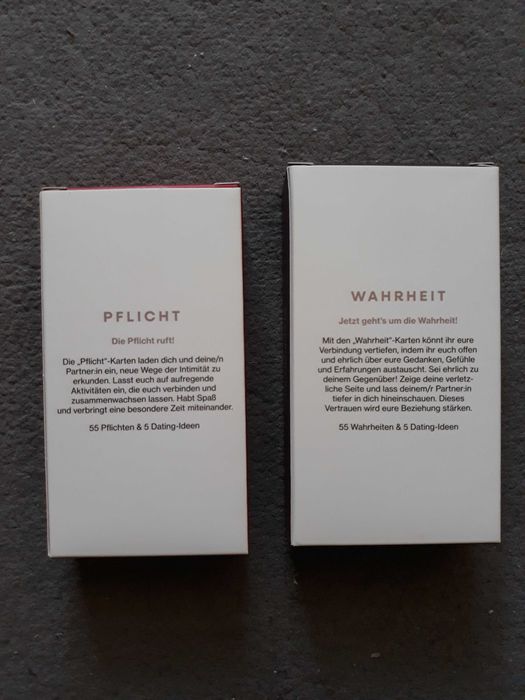 PFLICHT
Die Pflicht ruft!
Die „Pflicht"-Karten laden dich und deine/n
Partner:in ein, neue Wege der Intimität zu
erkunden. Lasst euch auf aufregende
Aktivitäten ein, die euch verbinden und
zusammenwachsen lassen. Habt Spaß
und verbringt eine besondere Zeit miteinander.
55 Pflichten & 5 Dating-Ideen
WAHRHEIT
Jetzt geht's um die Wahrheit!
Mit den „Wahrheit"-Karten könnt ihr eure
Verbindung vertiefen, indem ihr euch offen
und ehrlich über eure Gedanken, Gefühle
und Erfahrungen austauscht. Sei ehrlich zu
deinem Gegenüber! Zeige deine verletz-
liche Seite und lass deinem/r Partner:in
tiefer in dich hineinschauen. Dieses
Vertrauen wird eure Beziehung stärken.
55 Wahrheiten & 5 Dating-Ideen